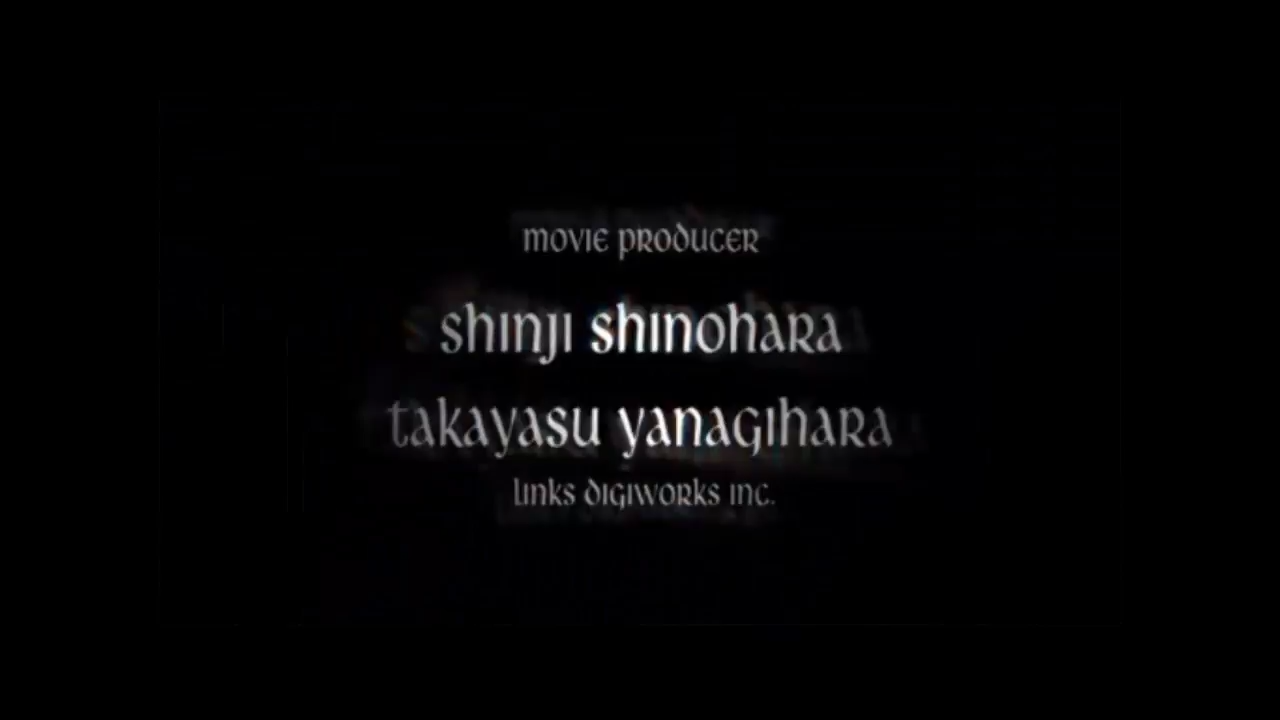 movie producer
shinji shinohara
takayasu yanagihara
links digiworks inc.